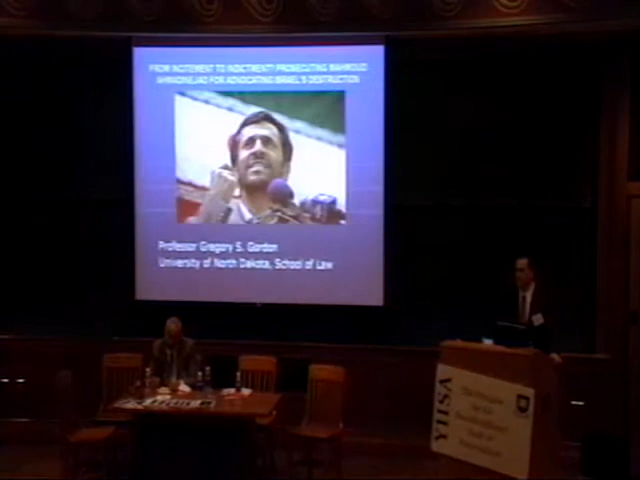 FROM INCITEMENT TO INDICTMENT? PROSECUTING MAHMOUD
AHMADINEJAD FOR ADVOCATING ISRAEL'S DESTRUCTION
Professor Gregory S. Gordon
University of North Dakota, School of Law
YIISA